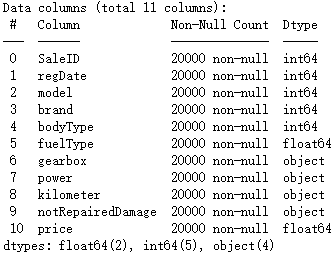 Data columns (total 11 columns):
 #   Column             Non-Null Count  Dtype
---  ------             --------------  -----
 0   SaleID             20000 non-null  int64
 1   regDate            20000 non-null  int64
 2   model              20000 non-null  int64
 3   brand              20000 non-null  int64
 4   bodyType           20000 non-null  int64
 5   fuelType           20000 non-null  float64
 6   gearbox            20000 non-null  object
 7   power              20000 non-null  object
 8   kilometer          20000 non-null  object
 9   notRepairedDamage  20000 non-null  object
 10  price              20000 non-null  float64
dtypes: float64(2), int64(5), object(4)